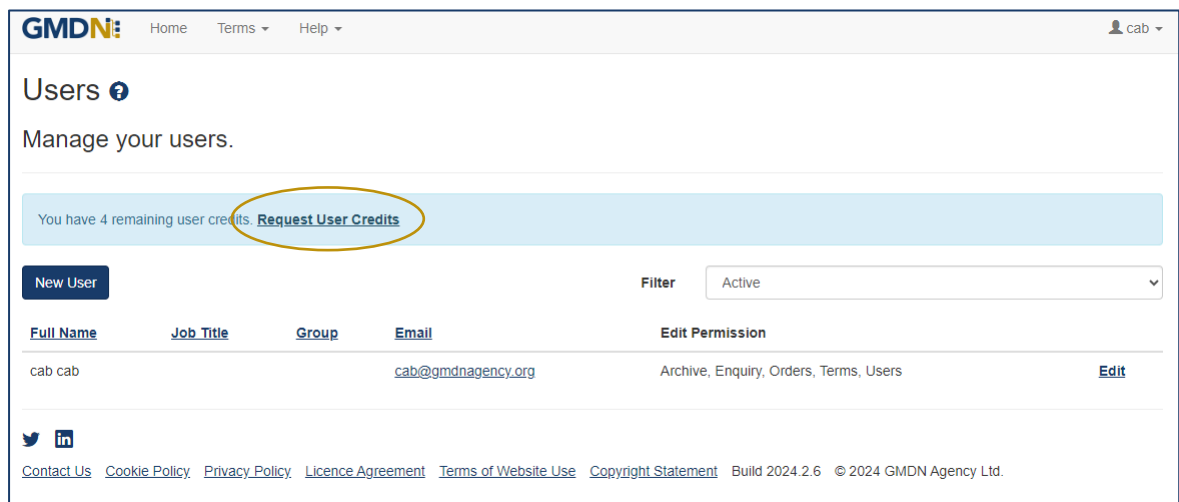 GMDN Home Terms Help cab
Users ?
Manage your users.
You have 4 remaining user credits. Request User Credits
New User Filter Active
Full Name Job Title Group Email Edit Permission
cab cab cab@gmdnagency.org Archive, Enquiry, Orders, Terms, Users Edit
in
Contact Us Cookie Policy Privacy Policy Licence Agreement Terms of Website Use Copyright Statement Build 2024.2.6 © 2024 GMDN Agency Ltd.